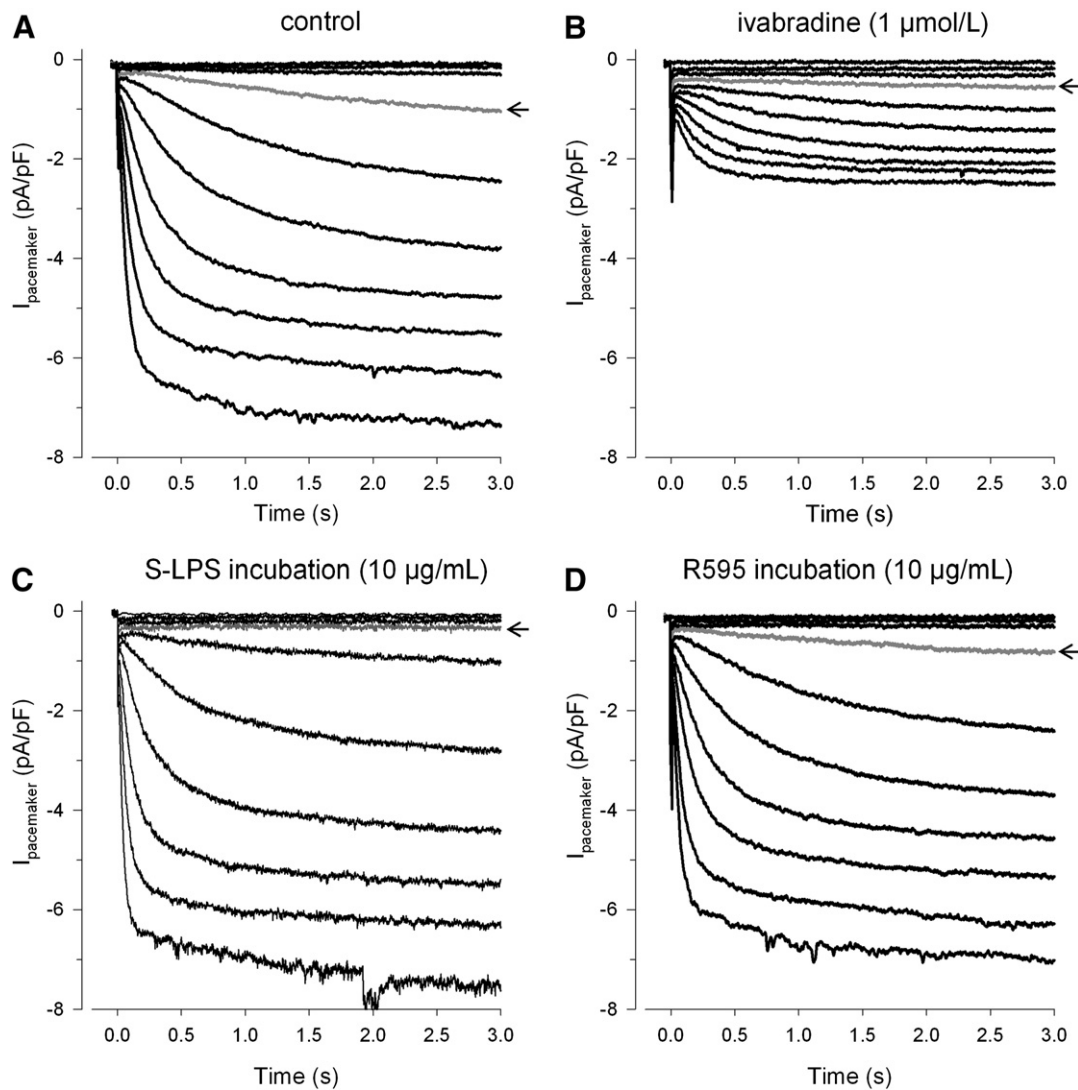 A
control
0
-2
-4
-6
-8
I_pacemaker (pA/pF)
0.0 0.5 1.0 1.5 2.0 2.5 3.0
Time (s)
B
ivabradine (1 µmol/L)
0
-2
-4
-6
-8
I_pacemaker (pA/pF)
0.0 0.5 1.0 1.5 2.0 2.5 3.0
Time (s)
C
S-LPS incubation (10 µg/mL)
0
-2
-4
-6
-8
I_pacemaker (pA/pF)
0.0 0.5 1.0 1.5 2.0 2.5 3.0
Time (s)
D
R595 incubation (10 µg/mL)
0
-2
-4
-6
-8
I_pacemaker (pA/pF)
0.0 0.5 1.0 1.5 2.0 2.5 3.0
Time (s)